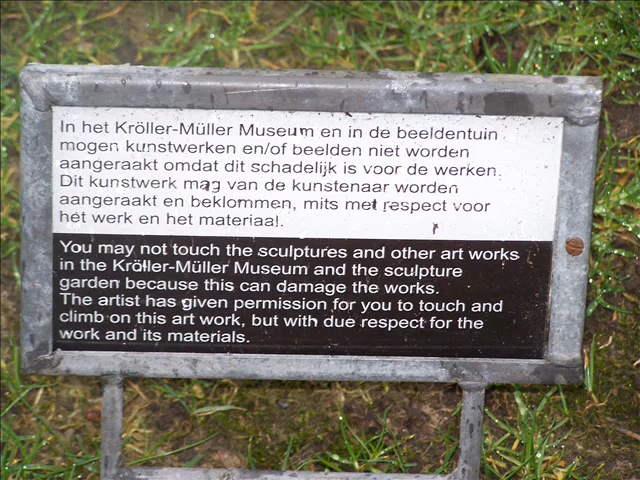 In het Kröller-Müller Museum en in de beeldentuin
mogen kunstwerken en/of beelden niet worden
aangeraakt omdat dit schadelijk is voor de werken.
Dit kunstwerk mag van de kunstenaar worden
aangeraakt en beklommen, mits met respect voor
hét werk en het materiaal.
You may not touch the sculptures and other art works
in the Kröller-Müller Museum and the sculpture
garden because this can damage the works.
The artist has given permission for you to touch and
climb on this art work, but with due respect for the
work and its materials.